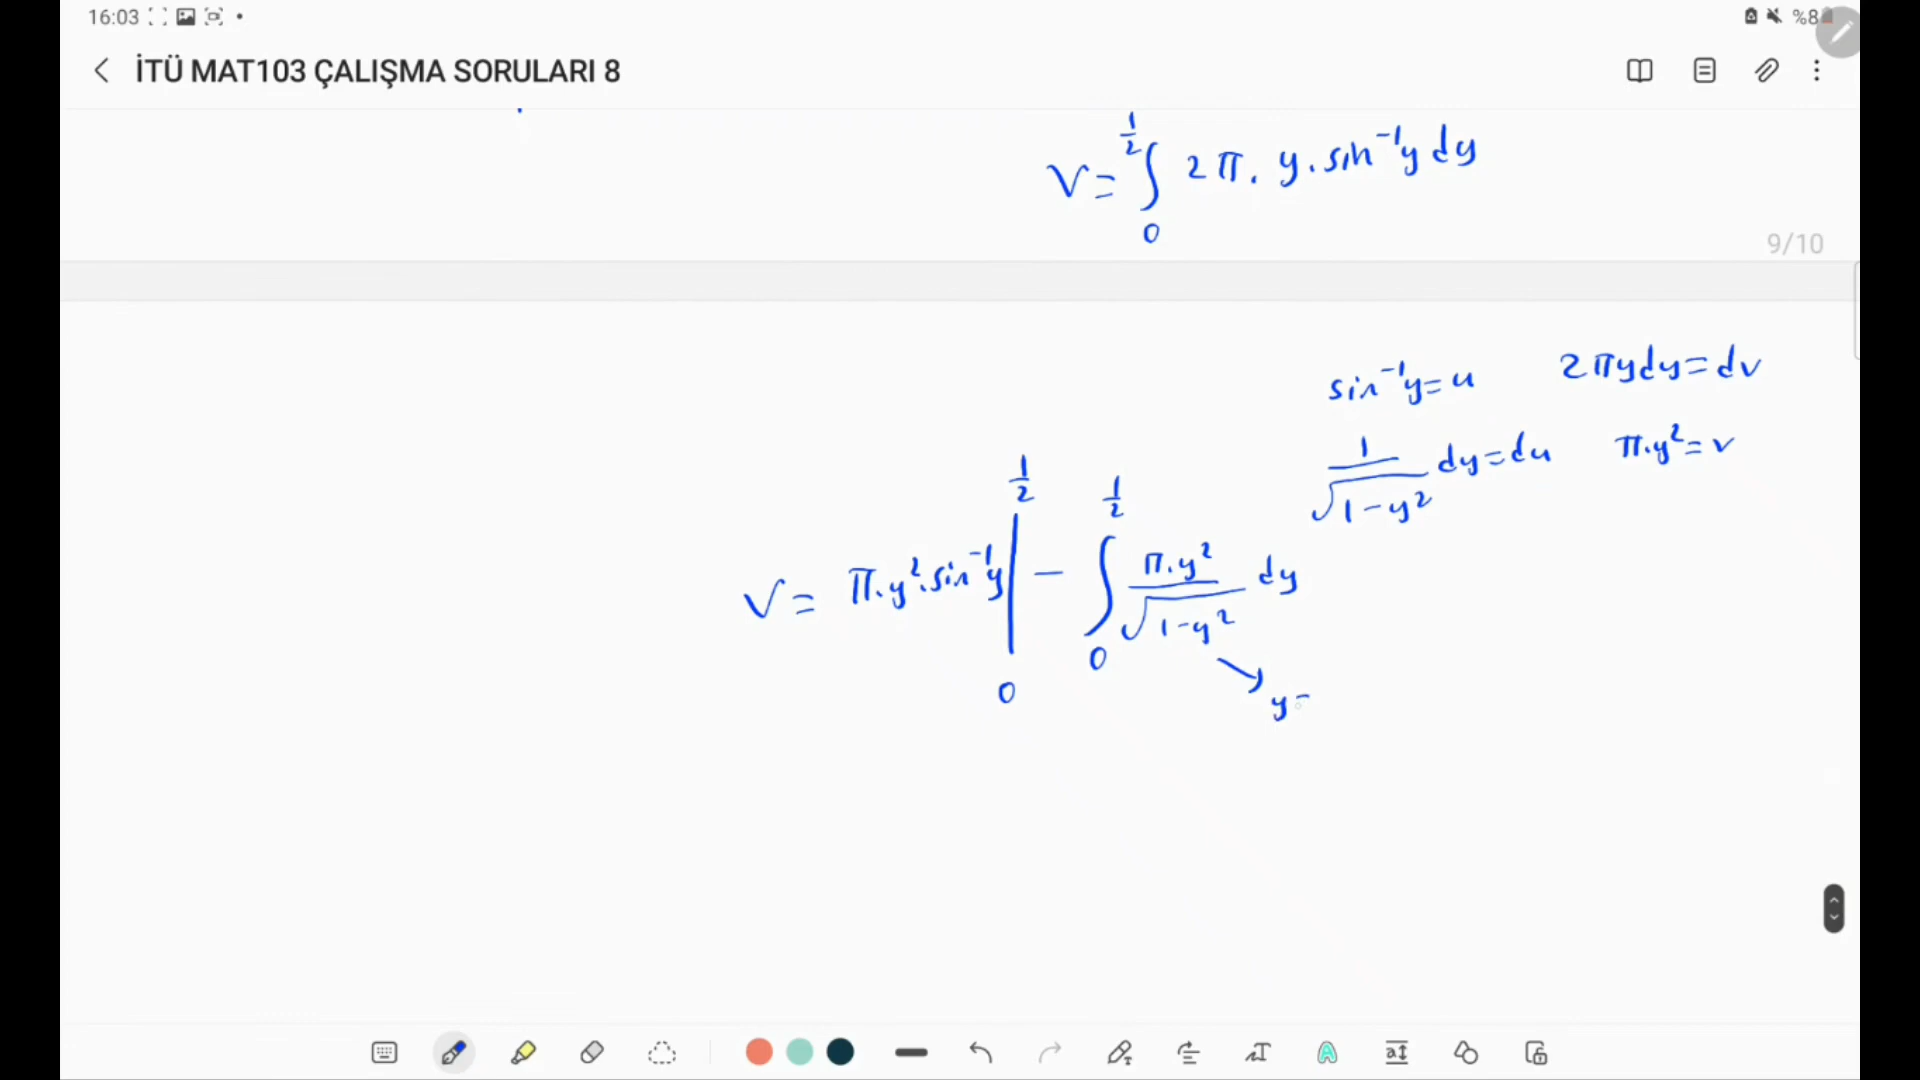 16:03
%8
İTÜ MAT103 ÇALIŞMA SORULARI 8
V = ∫₀^{1/2} 2π. y. sin⁻¹y dy
9/10
sin⁻¹y = u 2πydy = dv
1/√(1-y²) dy = du π.y² = v
V = π.y².sin⁻¹y |₀^{1/2} - ∫₀^{1/2} π.y²/√(1-y²) dy
y =